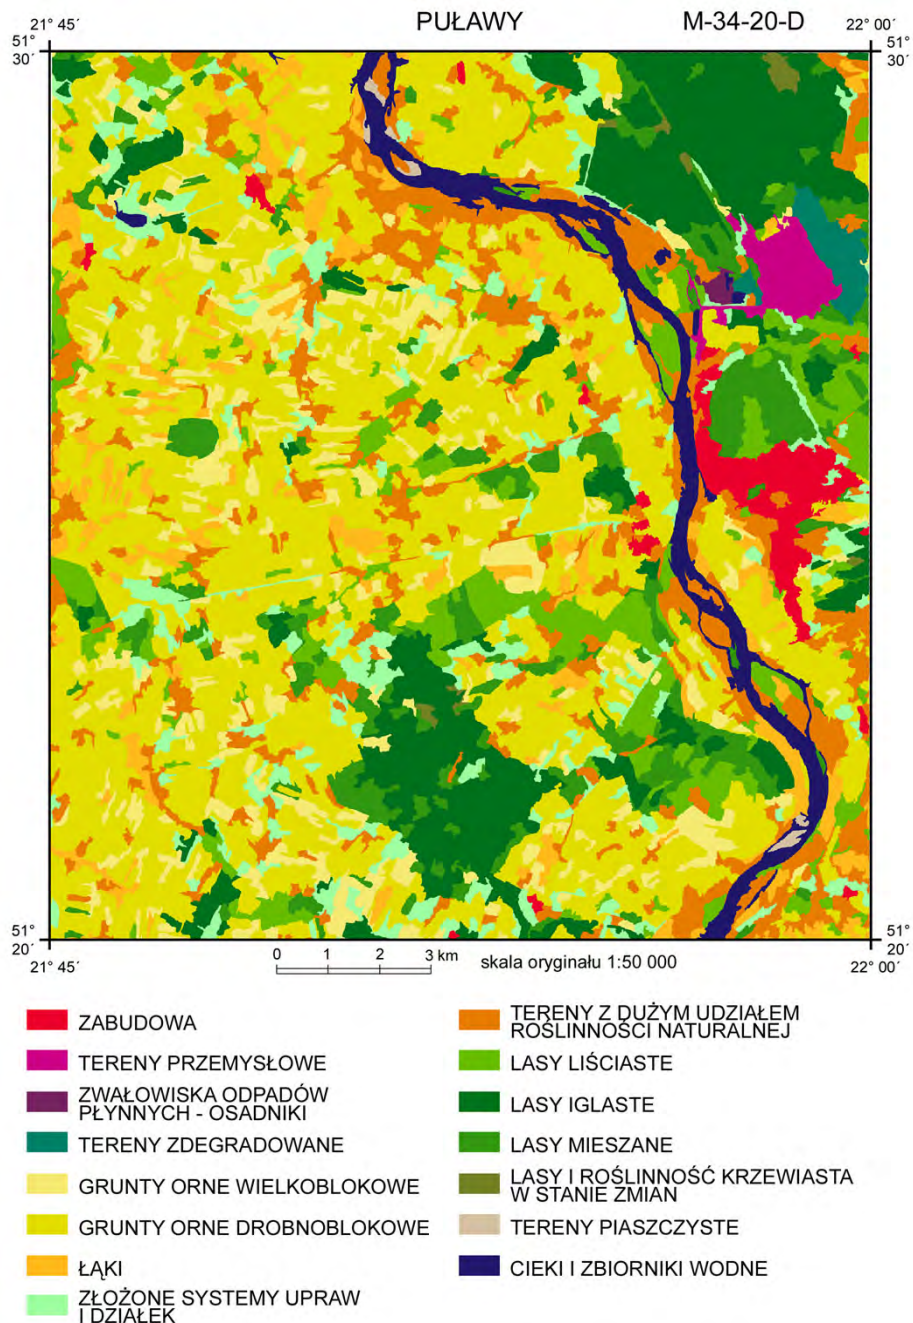 21° 45´ PUŁAWY M-34-20-D 22° 00´
51° 51°
30´ 30´
51° 51°
20´ 20´
21° 45´ 22° 00´
0 1 2 3 km skala oryginału 1:50 000
ZABUDOWA
TERENY PRZEMYSŁOWE
ZWAŁOWISKA ODPADÓW
PŁYNNYCH - OSADNIKI
TERENY ZDEGRADOWANE
GRUNTY ORNE WIELKOBLOKOWE
GRUNTY ORNE DROBNOBLOKOWE
ŁĄKI
ZŁOŻONE SYSTEMY UPRAW
I DZIAŁEK
TERENY Z DUŻYM UDZIAŁEM
ROŚLINNOŚCI NATURALNEJ
LASY LIŚCIASTE
LASY IGLASTE
LASY MIESZANE
LASY I ROŚLINNOŚĆ KRZEWIASTA
W STANIE ZMIAN
TERENY PIASZCZYSTE
CIEKI I ZBIORNIKI WODNE